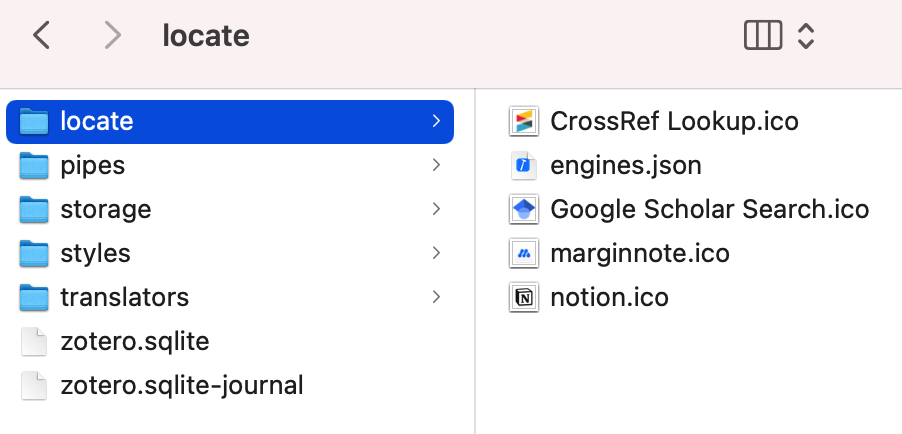 locate
locate
pipes
storage
styles
translators
zotero.sqlite
zotero.sqlite-journal
CrossRef Lookup.ico
engines.json
Google Scholar Search.ico
marginnote.ico
notion.ico